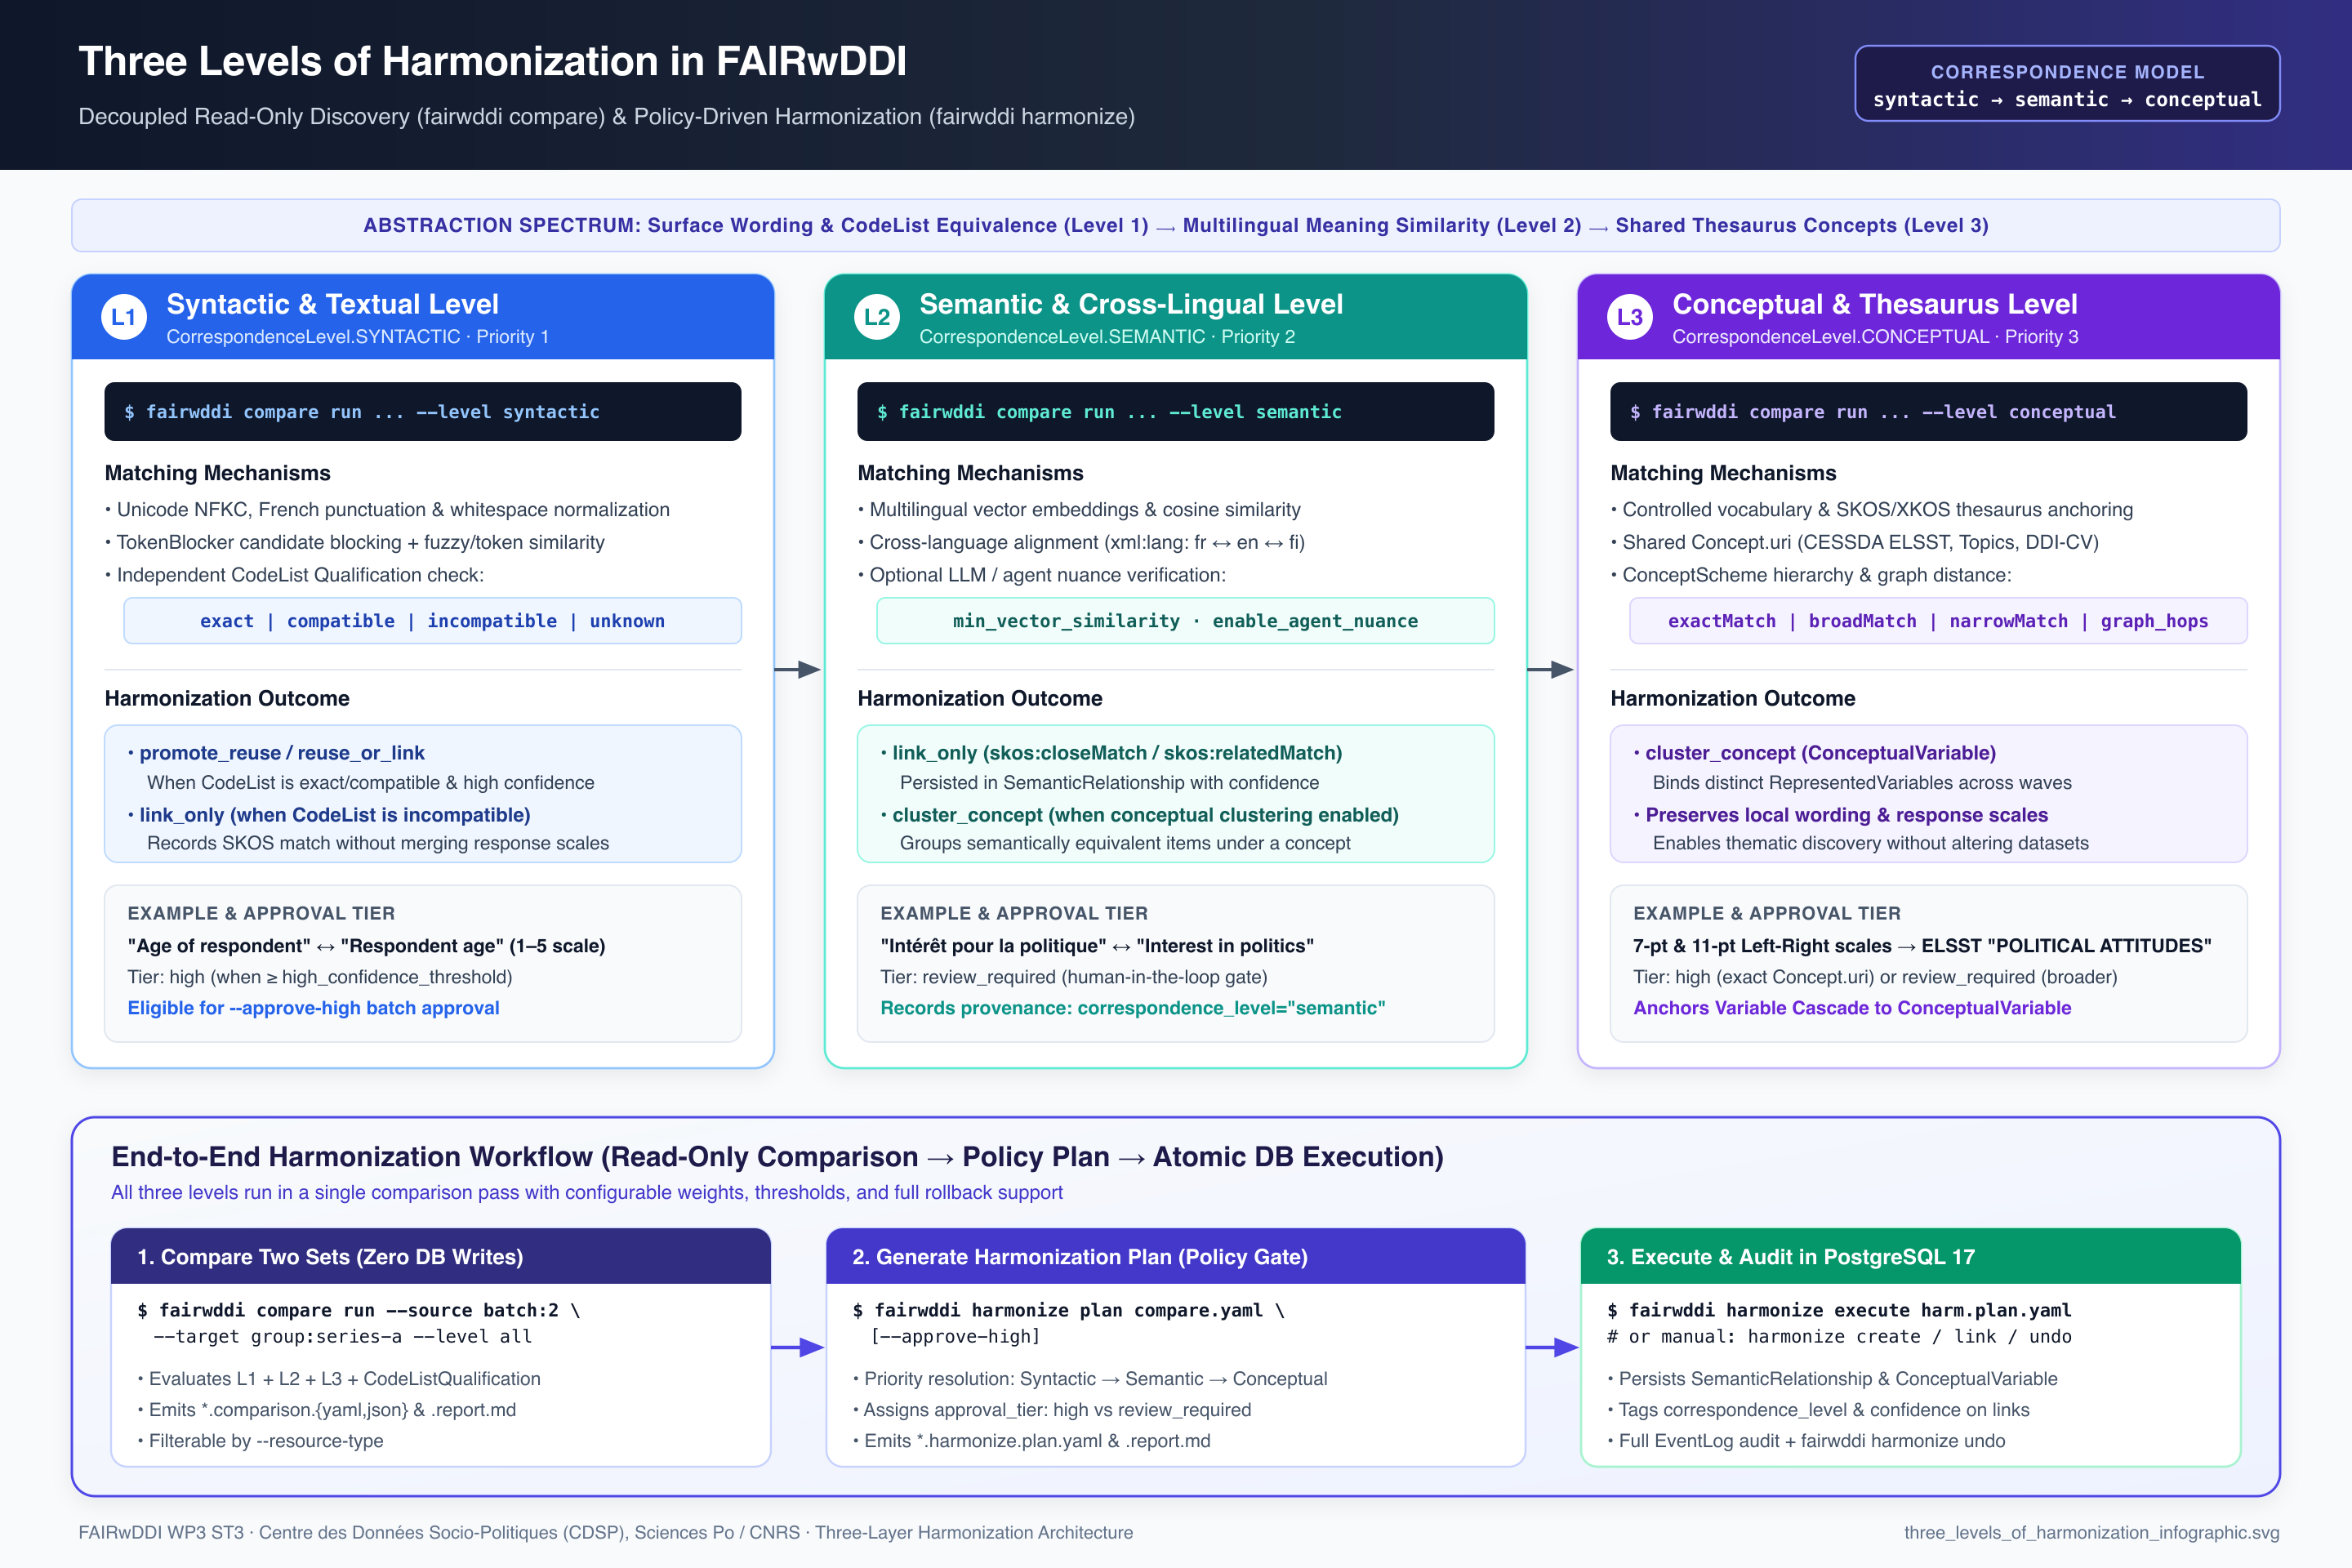 Three Levels of Harmonization in FAIRwDDI
Decoupled Read-Only Discovery (fairwddi compare) & Policy-Driven Harmonization (fairwddi harmonize)
CORRESPONDENCE MODEL
syntactic → semantic → conceptual
ABSTRACTION SPECTRUM: Surface Wording & CodeList Equivalence (Level 1) → Multilingual Meaning Similarity (Level 2) → Shared Thesaurus Concepts (Level 3)
L1
Syntactic & Textual Level
CorrespondenceLevel.SYNTACTIC · Priority 1
$ fairwddi compare run ... --level syntactic
Matching Mechanisms
• Unicode NFKC, French punctuation & whitespace normalization
• TokenBlocker candidate blocking + fuzzy/token similarity
• Independent CodeList Qualification check:
exact | compatible | incompatible | unknown
Harmonization Outcome
• promote_reuse / reuse_or_link
When CodeList is exact/compatible & high confidence
• link_only (when CodeList is incompatible)
Records SKOS match without merging response scales
EXAMPLE & APPROVAL TIER
"Age of respondent" ↔ "Respondent age" (1–5 scale)
Tier: high (when ≥ high_confidence_threshold)
Eligible for --approve-high batch approval
L2
Semantic & Cross-Lingual Level
CorrespondenceLevel.SEMANTIC · Priority 2
$ fairwddi compare run ... --level semantic
Matching Mechanisms
• Multilingual vector embeddings & cosine similarity
• Cross-language alignment (xml:lang: fr ↔ en ↔ fi)
• Optional LLM / agent nuance verification:
min_vector_similarity · enable_agent_nuance
Harmonization Outcome
• link_only (skos:closeMatch / skos:relatedMatch)
Persisted in SemanticRelationship with confidence
• cluster_concept (when conceptual clustering enabled)
Groups semantically equivalent items under a concept
EXAMPLE & APPROVAL TIER
"Intérêt pour la politique" ↔ "Interest in politics"
Tier: review_required (human-in-the-loop gate)
Records provenance: correspondence_level="semantic"
L3
Conceptual & Thesaurus Level
CorrespondenceLevel.CONCEPTUAL · Priority 3
$ fairwddi compare run ... --level conceptual
Matching Mechanisms
• Controlled vocabulary & SKOS/XKOS thesaurus anchoring
• Shared Concept.uri (CESSDA ELSST, Topics, DDI-CV)
• ConceptScheme hierarchy & graph distance:
exactMatch | broadMatch | narrowMatch | graph_hops
Harmonization Outcome
• cluster_concept (ConceptualVariable)
Binds distinct RepresentedVariables across waves
• Preserves local wording & response scales
Enables thematic discovery without altering datasets
EXAMPLE & APPROVAL TIER
7-pt & 11-pt Left-Right scales → ELSST "POLITICAL ATTITUDES"
Tier: high (exact Concept.uri) or review_required (broader)
Anchors Variable Cascade to ConceptualVariable
End-to-End Harmonization Workflow (Read-Only Comparison → Policy Plan → Atomic DB Execution)
All three levels run in a single comparison pass with configurable weights, thresholds, and full rollback support
1. Compare Two Sets (Zero DB Writes)
$ fairwddi compare run --source batch:2 \
--target group:series-a --level all
• Evaluates L1 + L2 + L3 + CodeListQualification
• Emits *.comparison.{yaml,json} & .report.md
• Filterable by --resource-type
2. Generate Harmonization Plan (Policy Gate)
$ fairwddi harmonize plan compare.yaml \
[--approve-high]
• Priority resolution: Syntactic → Semantic → Conceptual
• Assigns approval_tier: high vs review_required
• Emits *.harmonize.plan.yaml & .report.md
3. Execute & Audit in PostgreSQL 17
$ fairwddi harmonize execute harm.plan.yaml
# or manual: harmonize create / link / undo
• Persists SemanticRelationship & ConceptualVariable
• Tags correspondence_level & confidence on links
• Full EventLog audit + fairwddi harmonize undo
FAIRwDDI WP3 ST3 · Centre des Données Socio-Politiques (CDSP), Sciences Po / CNRS · Three-Layer Harmonization Architecture
three_levels_of_harmonization_infographic.svg